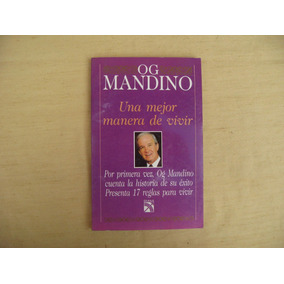 OG
MANDINO
Una mejor
manera de vivir
Por primera vez, Og Mandino
cuenta la historia de su éxito
Presenta 17 reglas para vivir